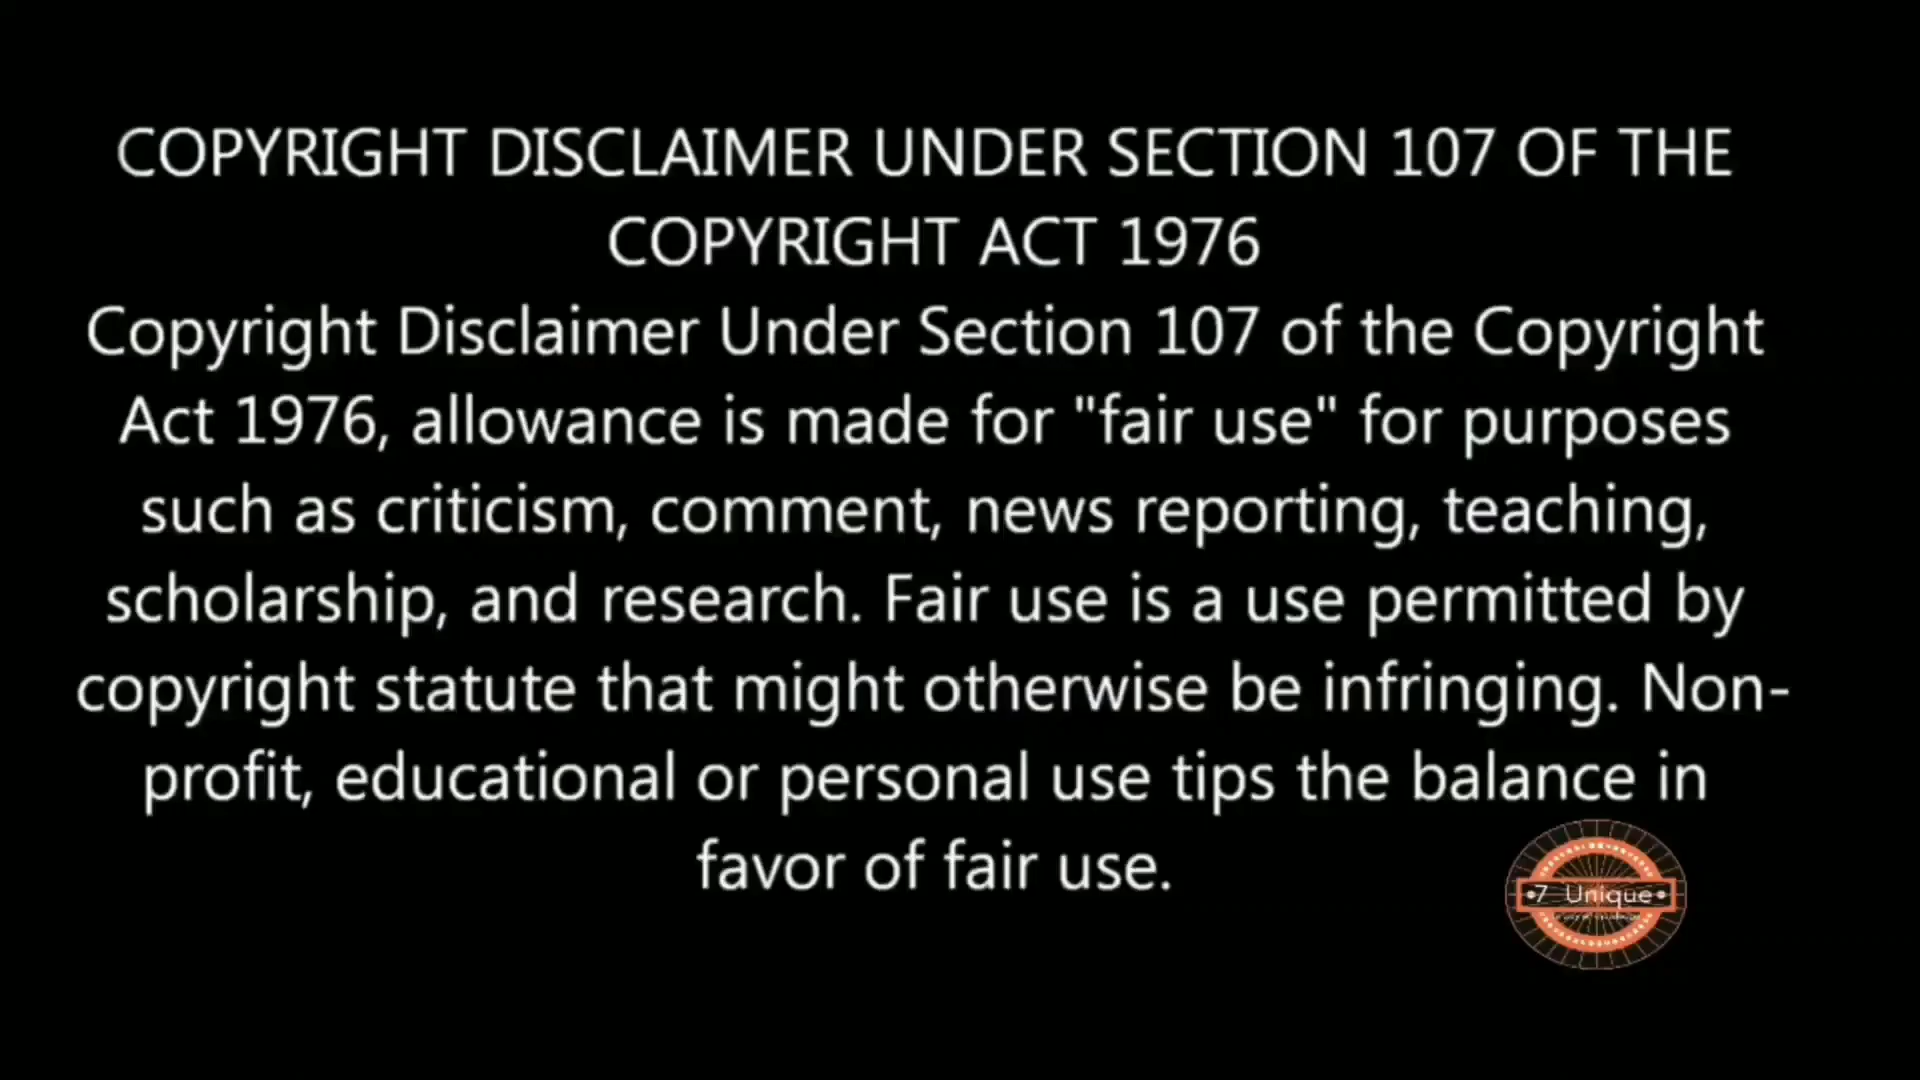 COPYRIGHT DISCLAIMER UNDER SECTION 107 OF THE
COPYRIGHT ACT 1976
Copyright Disclaimer Under Section 107 of the Copyright
Act 1976, allowance is made for "fair use" for purposes
such as criticism, comment, news reporting, teaching,
scholarship, and research. Fair use is a use permitted by
copyright statute that might otherwise be infringing. Non-
profit, educational or personal use tips the balance in
favor of fair use.
7 Unique